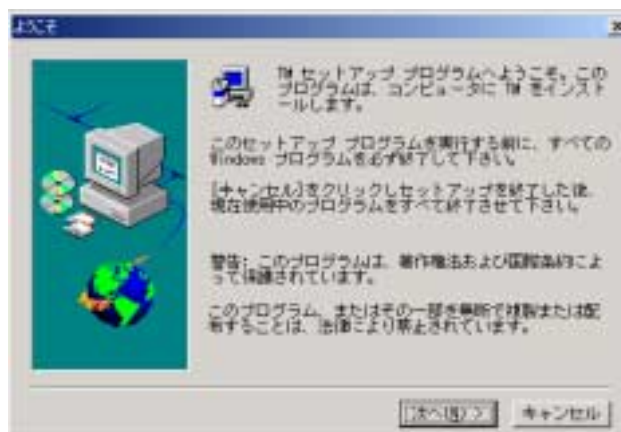 ようこそ
TM セットアップ プログラムへようこそ。この
プログラムは、コンピュータに TM をインスト
ールします。
このセットアップ プログラムを実行する前に、すべての
Windows プログラムを必ず終了して下さい。
[キャンセル]をクリックしセットアップを終了した後、
現在使用中のプログラムをすべて終了させて下さい。
警告: このプログラムは、著作権法および国際条約によ
って保護されています。
このプログラム、またはその一部を無断で複製または配
布することは、法律により禁止されています。
次へ(N) >
キャンセル